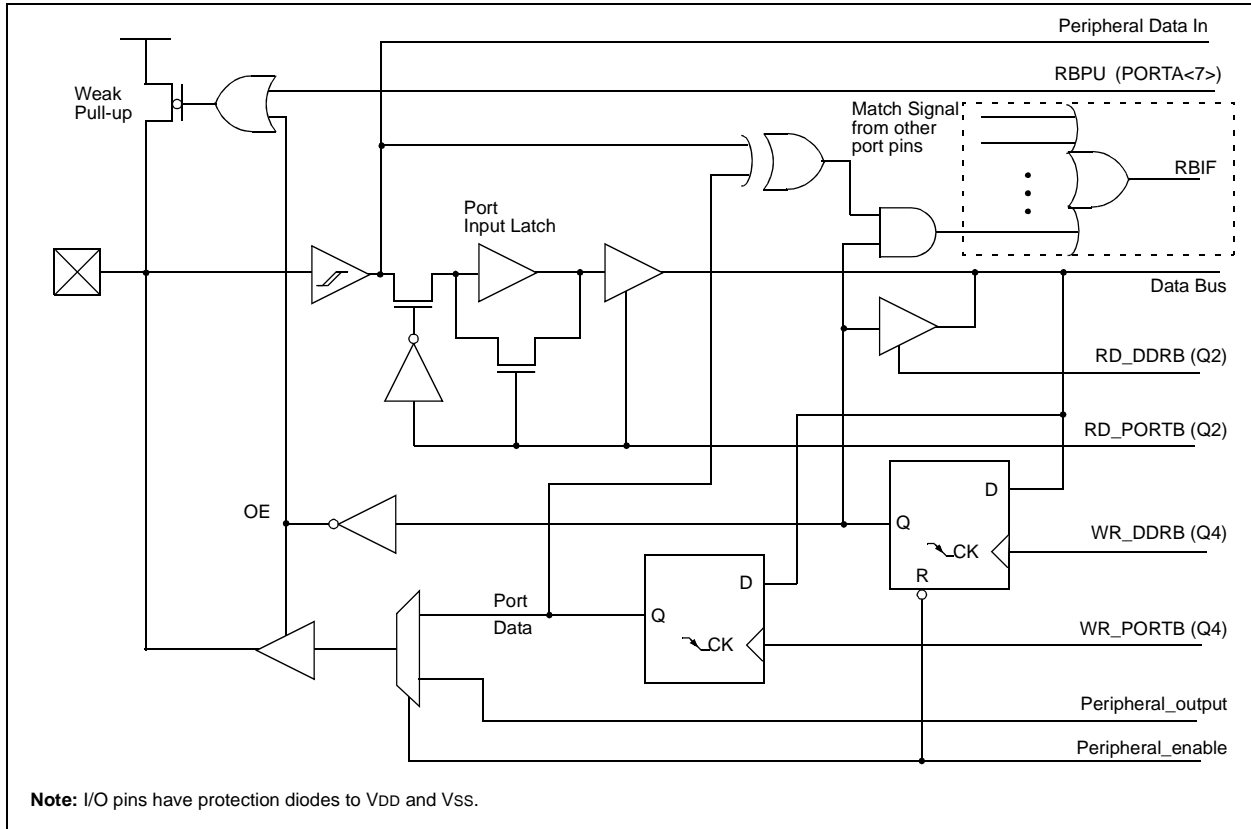 Peripheral Data In
RBPU (PORTA<7>)
Weak
Pull-up
Match Signal
from other
port pins
RBIF
Port
Input Latch
Data Bus
RD_DDRB (Q2)
RD_PORTB (Q2)
OE
D
Q
CK
R
WR_DDRB (Q4)
Port
Data
D
Q
CK
WR_PORTB (Q4)
Peripheral_output
Peripheral_enable
Note: I/O pins have protection diodes to VDD and VSS.